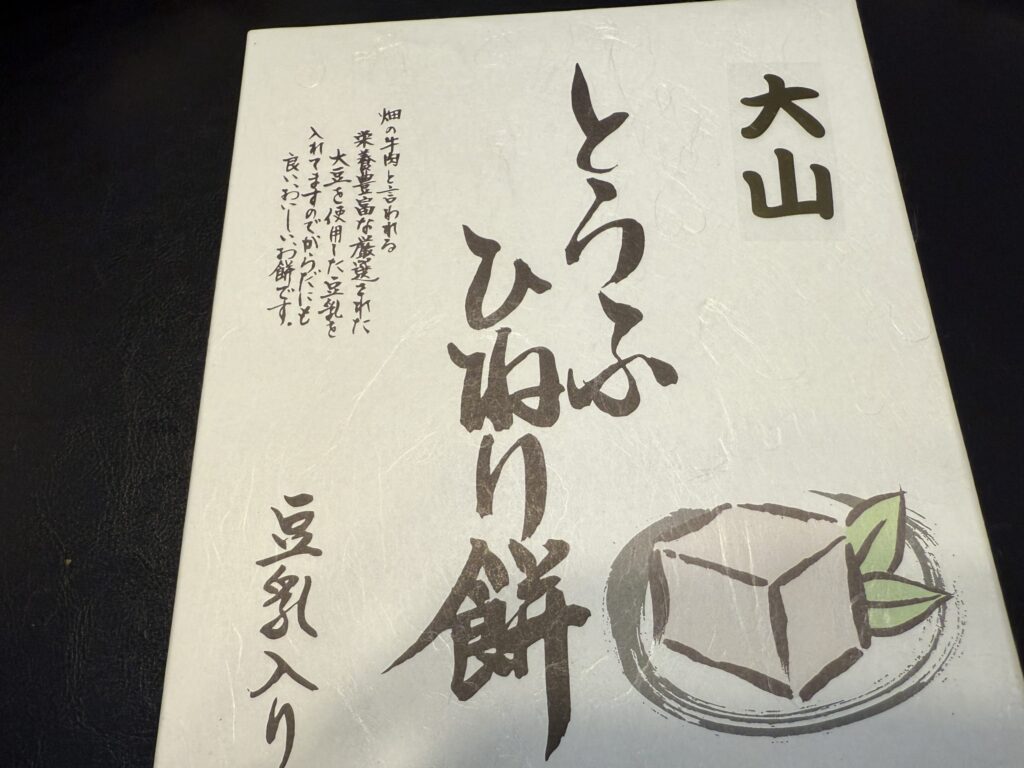 大山
とうふ
ひねり餅
畑の牛肉と言われる
栄養豊富な厳選された
大豆を使用した豆乳を
入れてますのでからだにも
良いおいしいお餅です。
豆乳入り